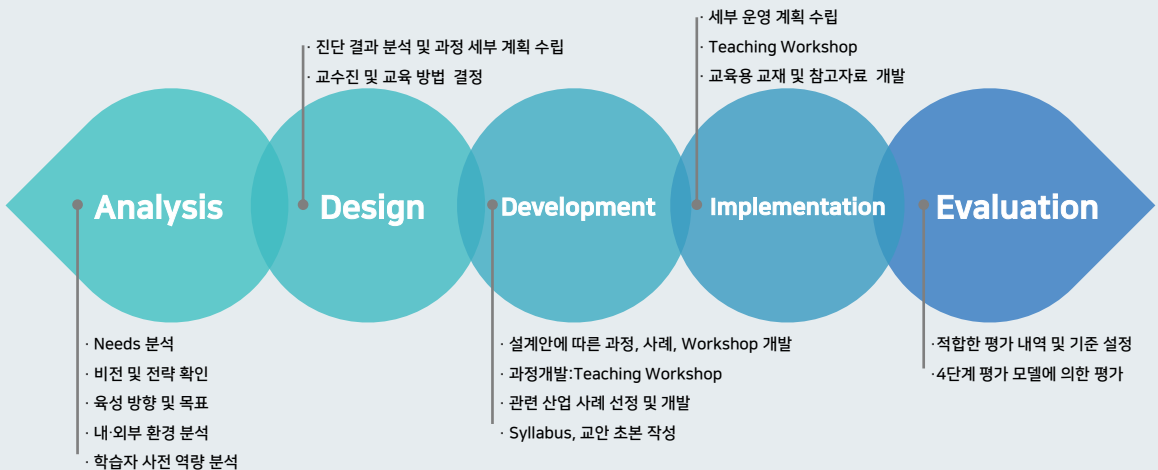 Analysis
· Needs 분석
· 비전 및 전략 확인
· 육성 방향 및 목표
· 내·외부 환경 분석
· 학습자 사전 역량 분석
· 진단 결과 분석 및 과정 세부 계획 수립
· 교수진 및 교육 방법 결정
Design
Development
· 설계안에 따른 과정, 사례, Workshop 개발
· 과정개발:Teaching Workshop
· 관련 산업 사례 선정 및 개발
· Syllabus, 교안 초본 작성
· 세부 운영 계획 수립
· Teaching Workshop
· 교육용 교재 및 참고자료 개발
Implementation
Evaluation
·적합한 평가 내역 및 기준 설정
·4단계 평가 모델에 의한 평가